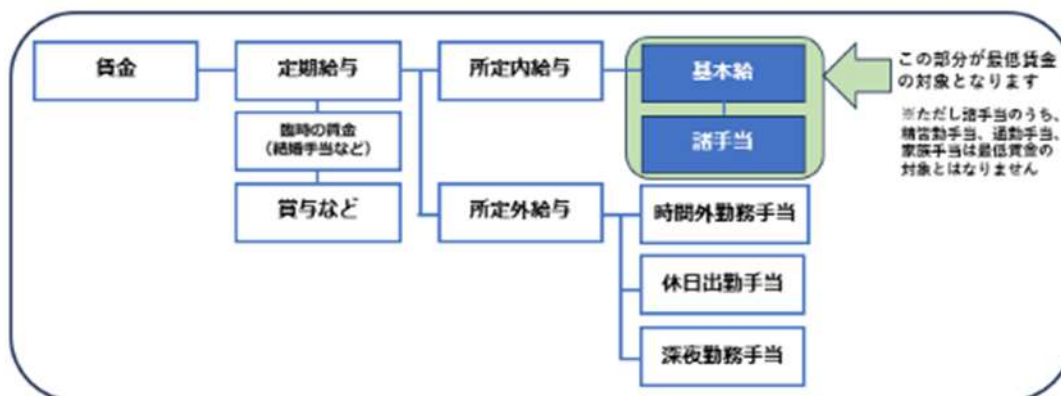 賃金
定期給与
所定内給与
基本給
この部分が最低賃金
の対象となります
臨時の賃金
(結婚手当など)
諸手当
※ただし諸手当のうち、
精皆勤手当、通勤手当、
家族手当は最低賃金の
対象とはなりません
賞与など
所定外給与
時間外勤務手当
休日出勤手当
深夜勤務手当